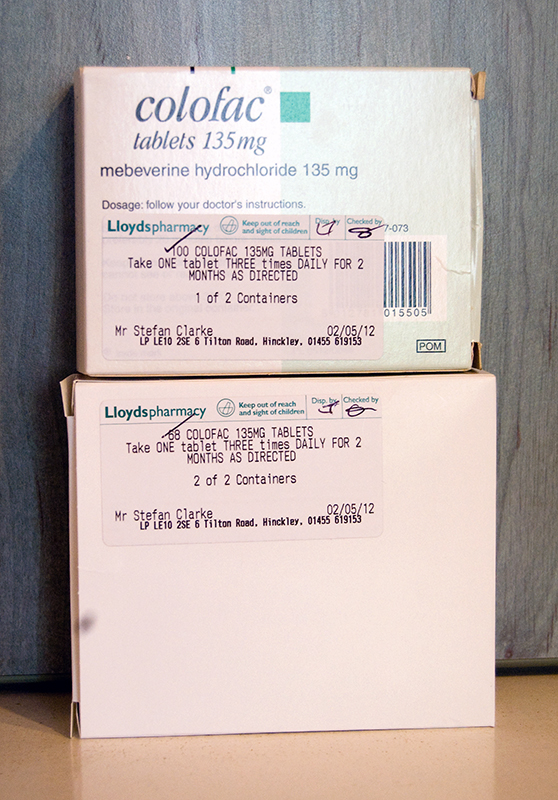 colofac®
tablets 135mg
mebeverine hydrochloride 135 mg
Dosage: follow your doctor's instructions.
Lloydspharmacy Keep out of reach and sight of children Disp. by Checked by 7-073
100 COLOFAC 135MG TABLETS
Take ONE tablet THREE times DAILY FOR 2
MONTHS AS DIRECTED
1 of 2 Containers
015505
Mr Stefan Clarke 02/05/12
LP LE10 2SE 6 Tilton Road, Hinckley. 01455 619153
POM
Lloydspharmacy Keep out of reach and sight of children Disp. by Checked by
68 COLOFAC 135MG TABLETS
Take ONE tablet THREE times DAILY FOR 2
MONTHS AS DIRECTED
2 of 2 Containers
Mr Stefan Clarke 02/05/12
LP LE10 2SE 6 Tilton Road, Hinckley. 01455 619153